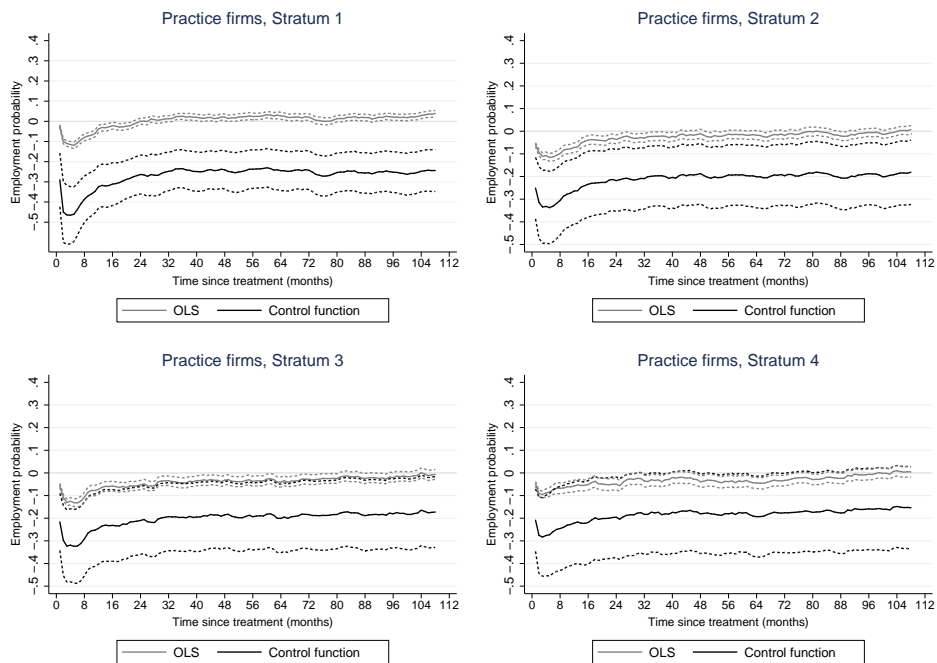 Practice firms, Stratum 1
Employment probability
.4
.3
.2
.1
0
-.1
-.2
-.3
-.4
-.5
0 8 16 24 32 40 48 56 64 72 80 88 96 104 112
Time since treatment (months)
OLS Control function
Practice firms, Stratum 2
Employment probability
.4
.3
.2
.1
0
-.1
-.2
-.3
-.4
-.5
0 8 16 24 32 40 48 56 64 72 80 88 96 104 112
Time since treatment (months)
OLS Control function
Practice firms, Stratum 3
Employment probability
.4
.3
.2
.1
0
-.1
-.2
-.3
-.4
-.5
0 8 16 24 32 40 48 56 64 72 80 88 96 104 112
Time since treatment (months)
OLS Control function
Practice firms, Stratum 4
Employment probability
.4
.3
.2
.1
0
-.1
-.2
-.3
-.4
-.5
0 8 16 24 32 40 48 56 64 72 80 88 96 104 112
Time since treatment (months)
OLS Control function